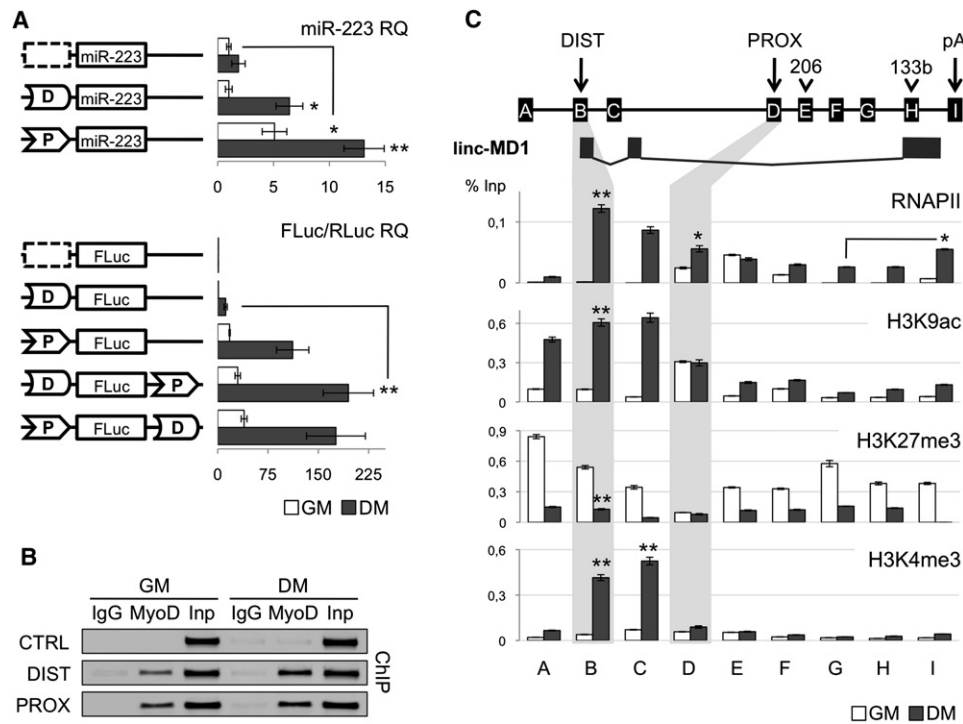 A
miR-223 RQ
miR-223
D miR-223 *
*
P miR-223 **
0 5 10 15
FLuc/RLuc RQ
FLuc
D FLuc
P FLuc
D FLuc P **
P FLuc D
0 75 150 225
GM DM
B
GM DM
IgG MyoD Inp IgG MyoD Inp
CTRL
DIST
PROX
ChIP
C
DIST PROX pA
206 133b
A B C D E F G H I
linc-MD1
% Inp
RNAPII
** * *
0,1
0
H3K9ac
**
0,6
0,3
0
H3K27me3
**
0,9
0,6
0,3
0
H3K4me3
** **
0,6
0,3
0
A B C D E F G H I
GM DM